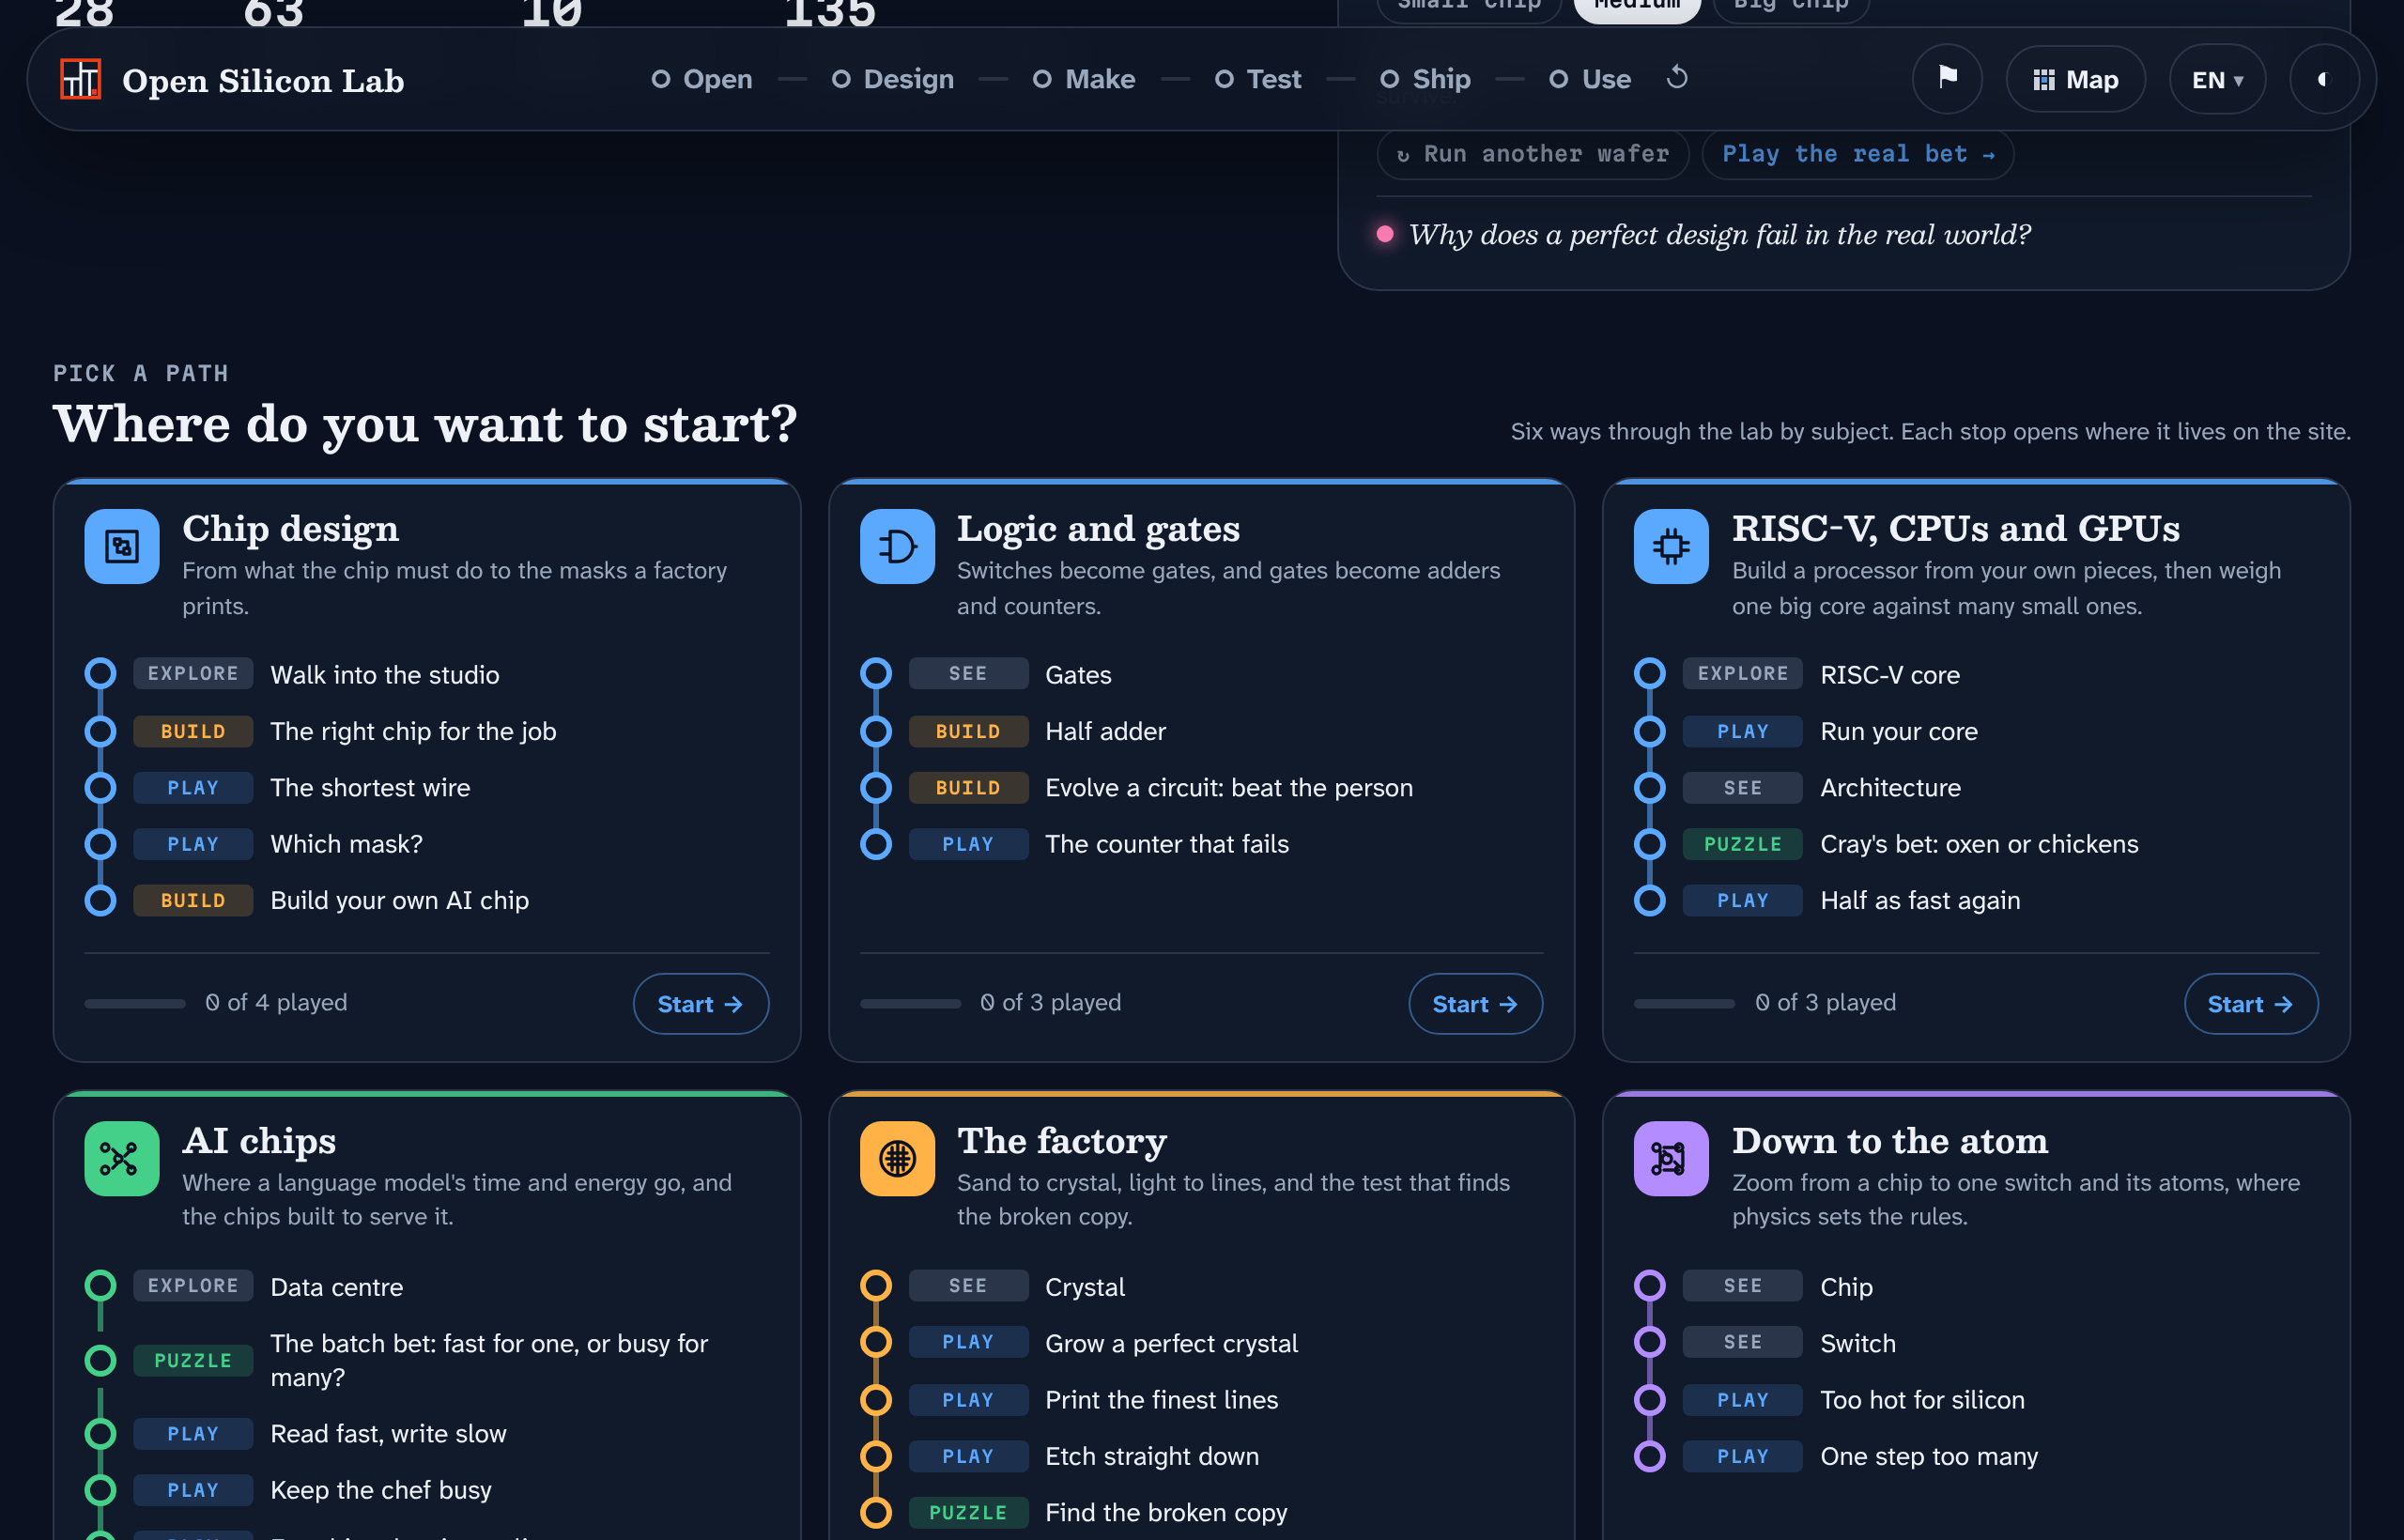 28 63 10 135
Small chip Medium Big chip
Open Silicon Lab
Open Design Make Test Ship Use
Map EN
survive.
Run another wafer Play the real bet →
Why does a perfect design fail in the real world?
PICK A PATH
Where do you want to start?
Six ways through the lab by subject. Each stop opens where it lives on the site.
Chip design
From what the chip must do to the masks a factory
prints.
EXPLORE Walk into the studio
BUILD The right chip for the job
PLAY The shortest wire
PLAY Which mask?
BUILD Build your own AI chip
0 of 4 played Start →
Logic and gates
Switches become gates, and gates become adders
and counters.
SEE Gates
BUILD Half adder
BUILD Evolve a circuit: beat the person
PLAY The counter that fails
0 of 3 played Start →
RISC-V, CPUs and GPUs
Build a processor from your own pieces, then weigh
one big core against many small ones.
EXPLORE RISC-V core
PLAY Run your core
SEE Architecture
PUZZLE Cray's bet: oxen or chickens
PLAY Half as fast again
0 of 3 played Start →
AI chips
Where a language model's time and energy go, and
the chips built to serve it.
EXPLORE Data centre
PUZZLE The batch bet: fast for one, or busy for
many?
PLAY Read fast, write slow
PLAY Keep the chef busy
The factory
Sand to crystal, light to lines, and the test that finds
the broken copy.
SEE Crystal
PLAY Grow a perfect crystal
PLAY Print the finest lines
PLAY Etch straight down
PUZZLE Find the broken copy
Down to the atom
Zoom from a chip to one switch and its atoms, where
physics sets the rules.
SEE Chip
SEE Switch
PLAY Too hot for silicon
PLAY One step too many